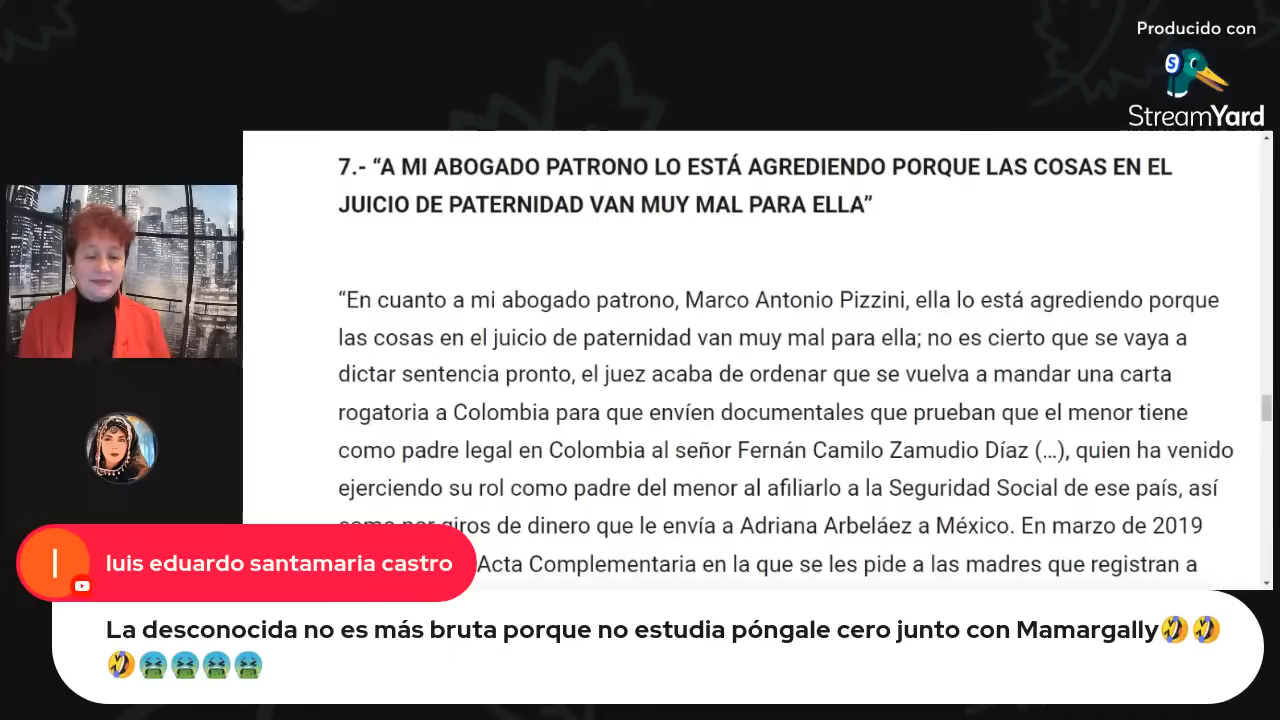 Producido con
S
StreamYard
7.- “A MI ABOGADO PATRONO LO ESTÁ AGREDIENDO PORQUE LAS COSAS EN EL
JUICIO DE PATERNIDAD VAN MUY MAL PARA ELLA”
“En cuanto a mi abogado patrono, Marco Antonio Pizzini, ella lo está agrediendo porque
las cosas en el juicio de paternidad van muy mal para ella; no es cierto que se vaya a
dictar sentencia pronto, el juez acaba de ordenar que se vuelva a mandar una carta
rogatoria a Colombia para que envíen documentales que prueban que el menor tiene
como padre legal en Colombia al señor Fernán Camilo Zamudio Díaz (...), quien ha venido
ejerciendo su rol como padre del menor al afiliarlo a la Seguridad Social de ese país, así
como por giros de dinero que le envía a Adriana Arbeláez a México. En marzo de 2019
Acta Complementaria en la que se les pide a las madres que registran a
l
luis eduardo santamaria castro
La desconocida no es más bruta porque no estudia póngale cero junto con Mamargally🤣🤣
🤣🤮🤮🤮🤮